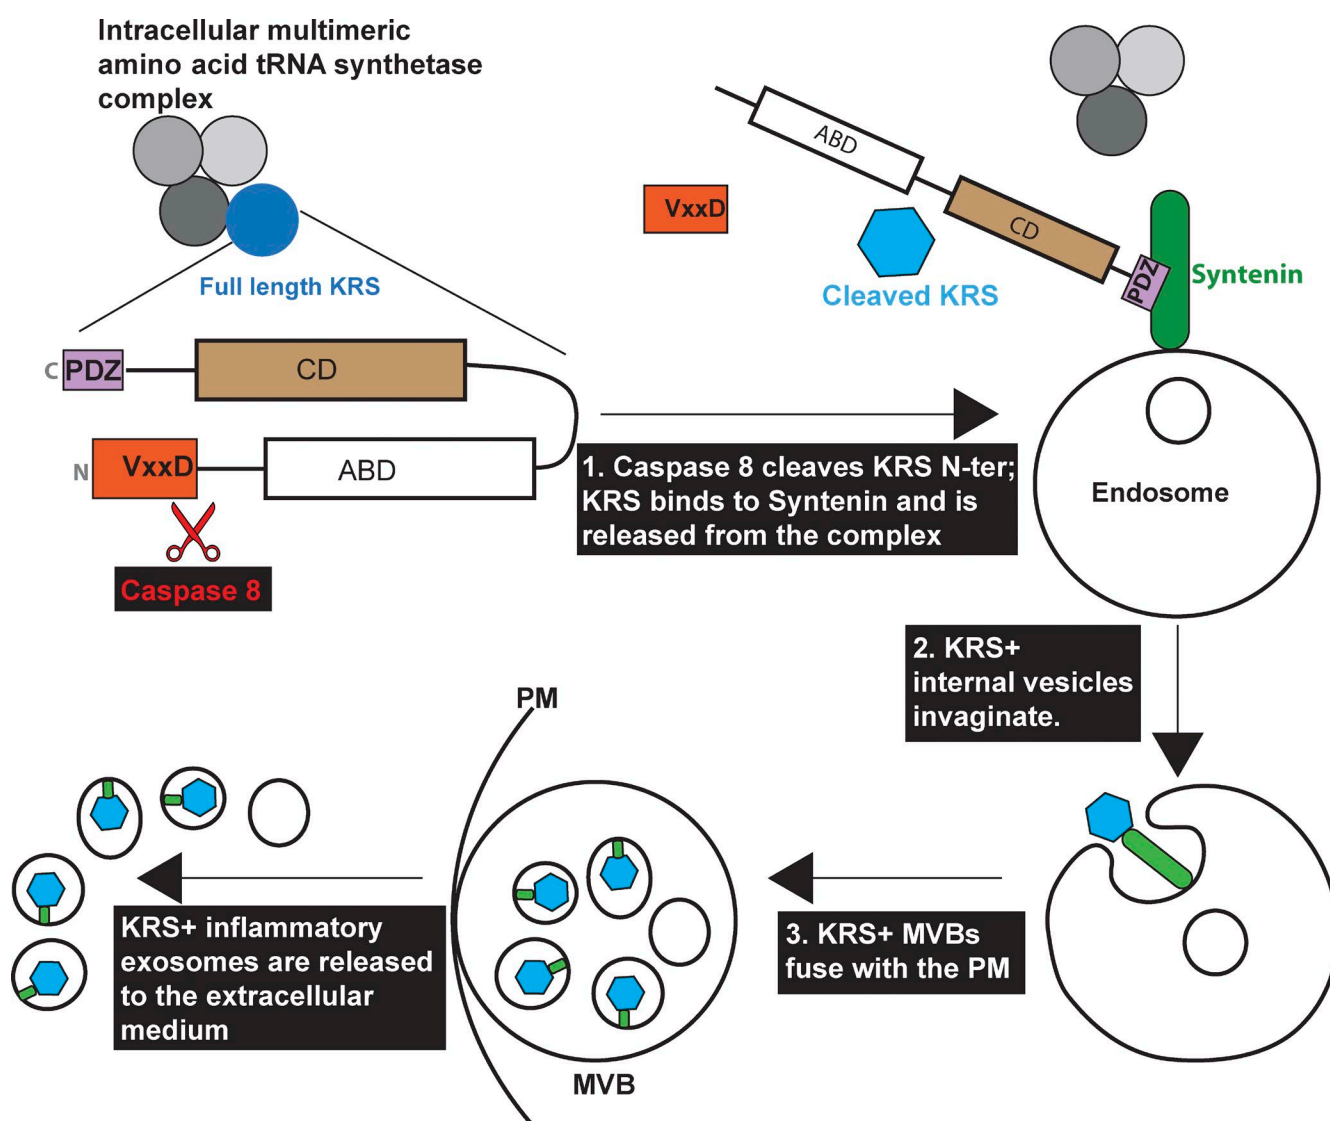 Intracellular multimeric
amino acid tRNA synthetase
complex
Full length KRS
C
PDZ
CD
N
VxxD
ABD
Caspase 8
VxxD
ABD
CD
PDZ
Cleaved KRS
Syntenin
1. Caspase 8 cleaves KRS N-ter;
KRS binds to Syntenin and is
released from the complex
Endosome
2. KRS+
internal vesicles
invaginate.
3. KRS+ MVBs
fuse with the PM
PM
MVB
KRS+ inflammatory
exosomes are released
to the extracellular
medium